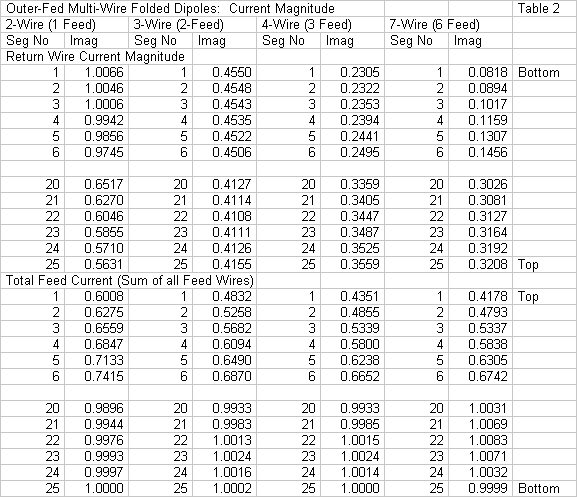 Outer-Fed Multi-Wire Folded Dipoles: Current Magnitude Table 2
2-Wire (1 Feed) 3-Wire (2-Feed) 4-Wire (3 Feed) 7-Wire (6 Feed)
Seg No Imag Seg No Imag Seg No Imag Seg No Imag
Return Wire Current Magnitude
1 1.0066 1 0.4550 1 0.2305 1 0.0818 Bottom
2 1.0046 2 0.4548 2 0.2322 2 0.0894
3 1.0006 3 0.4543 3 0.2353 3 0.1017
4 0.9942 4 0.4535 4 0.2394 4 0.1159
5 0.9856 5 0.4522 5 0.2441 5 0.1307
6 0.9745 6 0.4506 6 0.2495 6 0.1456
20 0.6517 20 0.4127 20 0.3359 20 0.3026
21 0.6270 21 0.4114 21 0.3405 21 0.3081
22 0.6046 22 0.4108 22 0.3447 22 0.3127
23 0.5855 23 0.4111 23 0.3487 23 0.3164
24 0.5710 24 0.4126 24 0.3525 24 0.3192
25 0.5631 25 0.4155 25 0.3559 25 0.3208 Top
Total Feed Current (Sum of all Feed Wires)
1 0.6008 1 0.4832 1 0.4351 1 0.4178 Top
2 0.6275 2 0.5258 2 0.4855 2 0.4793
3 0.6559 3 0.5682 3 0.5339 3 0.5337
4 0.6847 4 0.6094 4 0.5800 4 0.5838
5 0.7133 5 0.6490 5 0.6238 5 0.6305
6 0.7415 6 0.6870 6 0.6652 6 0.6742
20 0.9896 20 0.9933 20 0.9933 20 1.0031
21 0.9944 21 0.9983 21 0.9985 21 1.0069
22 0.9976 22 1.0013 22 1.0015 22 1.0083
23 0.9993 23 1.0024 23 1.0024 23 1.0071
24 0.9997 24 1.0016 24 1.0014 24 1.0032
25 1.0000 25 1.0002 25 1.0000 25 0.9999 Bottom